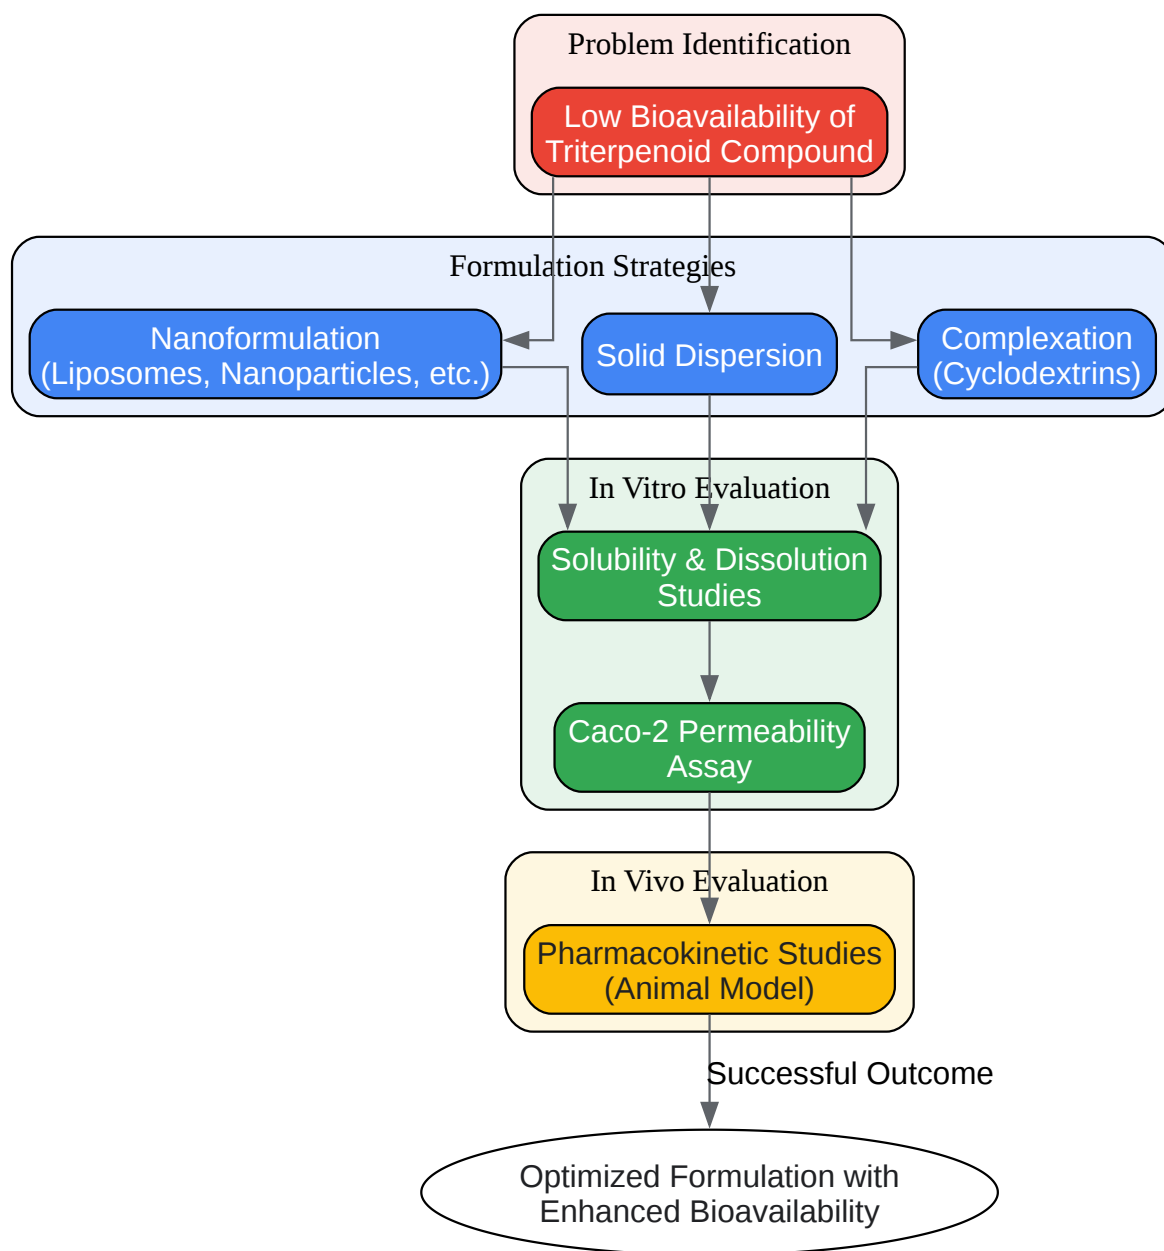 Problem Identification
Low Bioavailability of
Triterpenoid Compound
Formulation Strategies
Nanoformulation
(Liposomes, Nanoparticles, etc.)
Solid Dispersion
Complexation
(Cyclodextrins)
In Vitro Evaluation
Solubility & Dissolution
Studies
Caco-2 Permeability
Assay
In Vivo Evaluation
Pharmacokinetic Studies
(Animal Model)
Successful Outcome
Optimized Formulation with
Enhanced Bioavailability